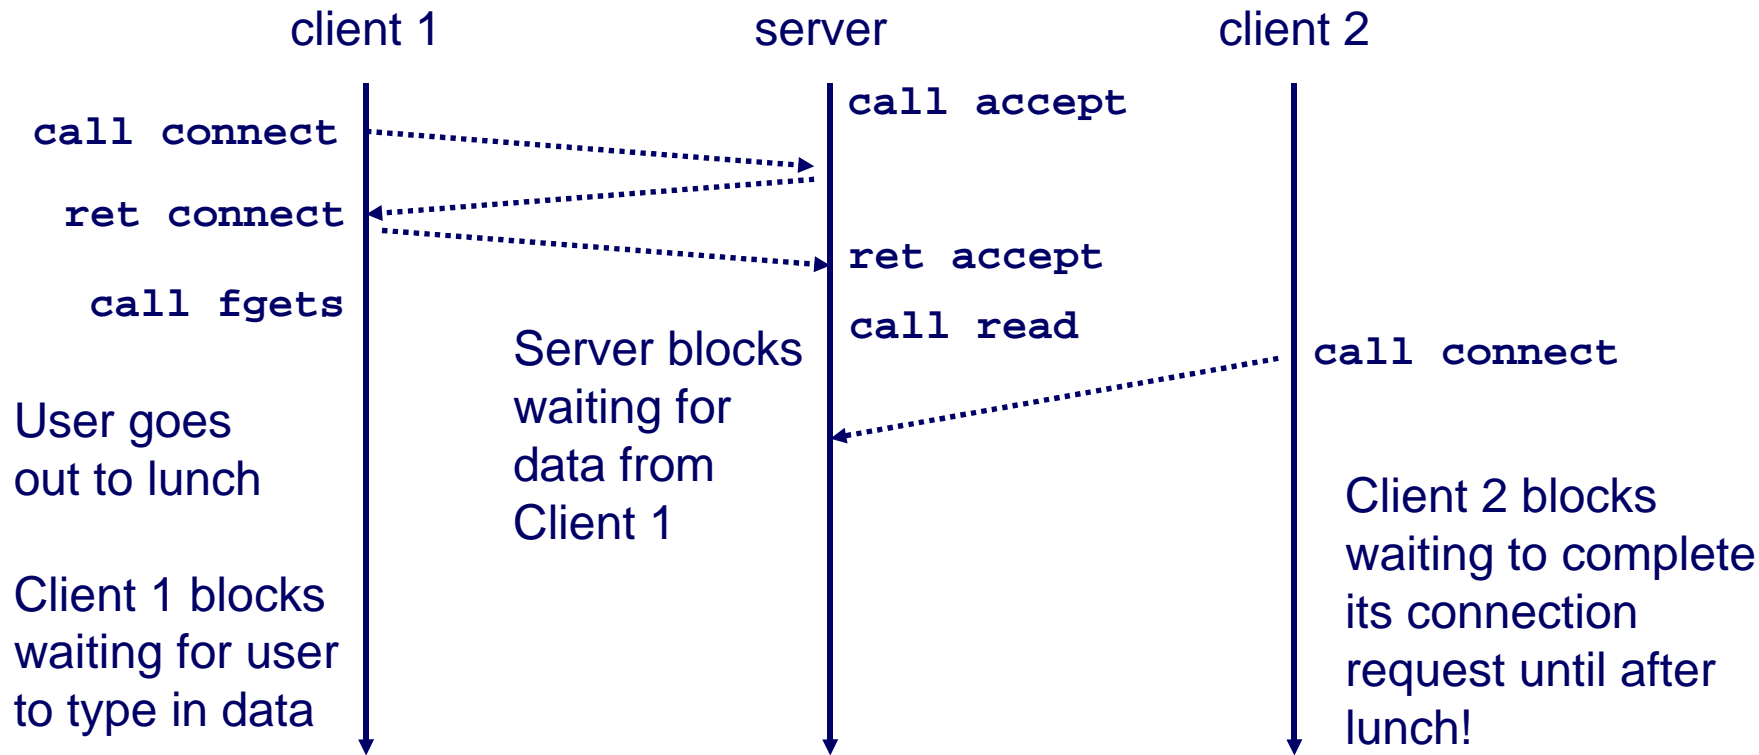 client 1
server
client 2
call connect
ret connect
call fgets
User goes
out to lunch
Client 1 blocks
waiting for user
to type in data
call accept
ret accept
call read
Server blocks
waiting for
data from
Client 1
call connect
Client 2 blocks
waiting to complete
its connection
request until after
lunch!